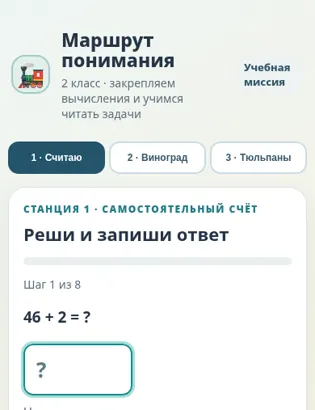 Маршрут
понимания
2 класс · закрепляем
вычисления и учимся
читать задачи
Учебная
миссия
1 · Считаю
2 · Виноград
3 · Тюльпаны
СТАНЦИЯ 1 · САМОСТОЯТЕЛЬНЫЙ СЧЁТ
Реши и запиши ответ
Шаг 1 из 8
46 + 2 = ?
?